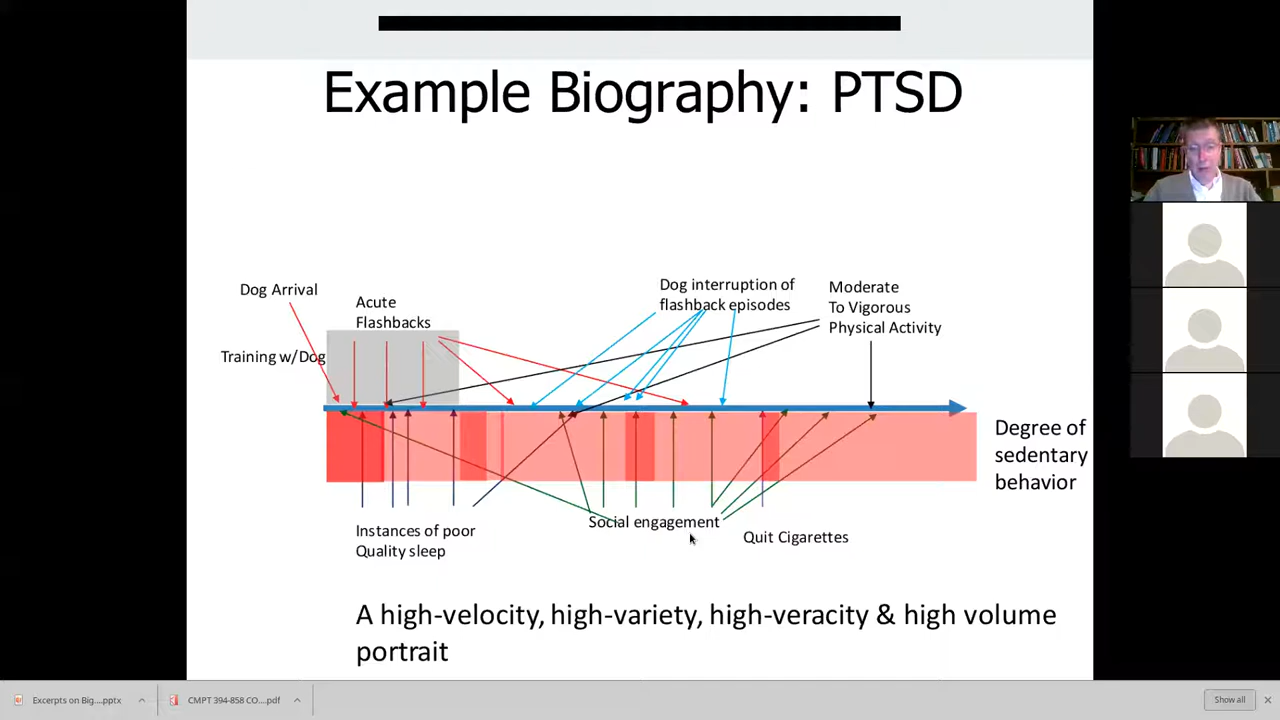 Example Biography: PTSD
Dog Arrival
Acute
Flashbacks
Training w/Dog
Dog interruption of
flashback episodes
Moderate
To Vigorous
Physical Activity
Degree of
sedentary
behavior
Instances of poor
Quality sleep
Social engagement
Quit Cigarettes
A high-velocity, high-variety, high-veracity & high volume
portrait
Excerpts on Big....pptx
CMPT 394-858 CO....pdf
Show all